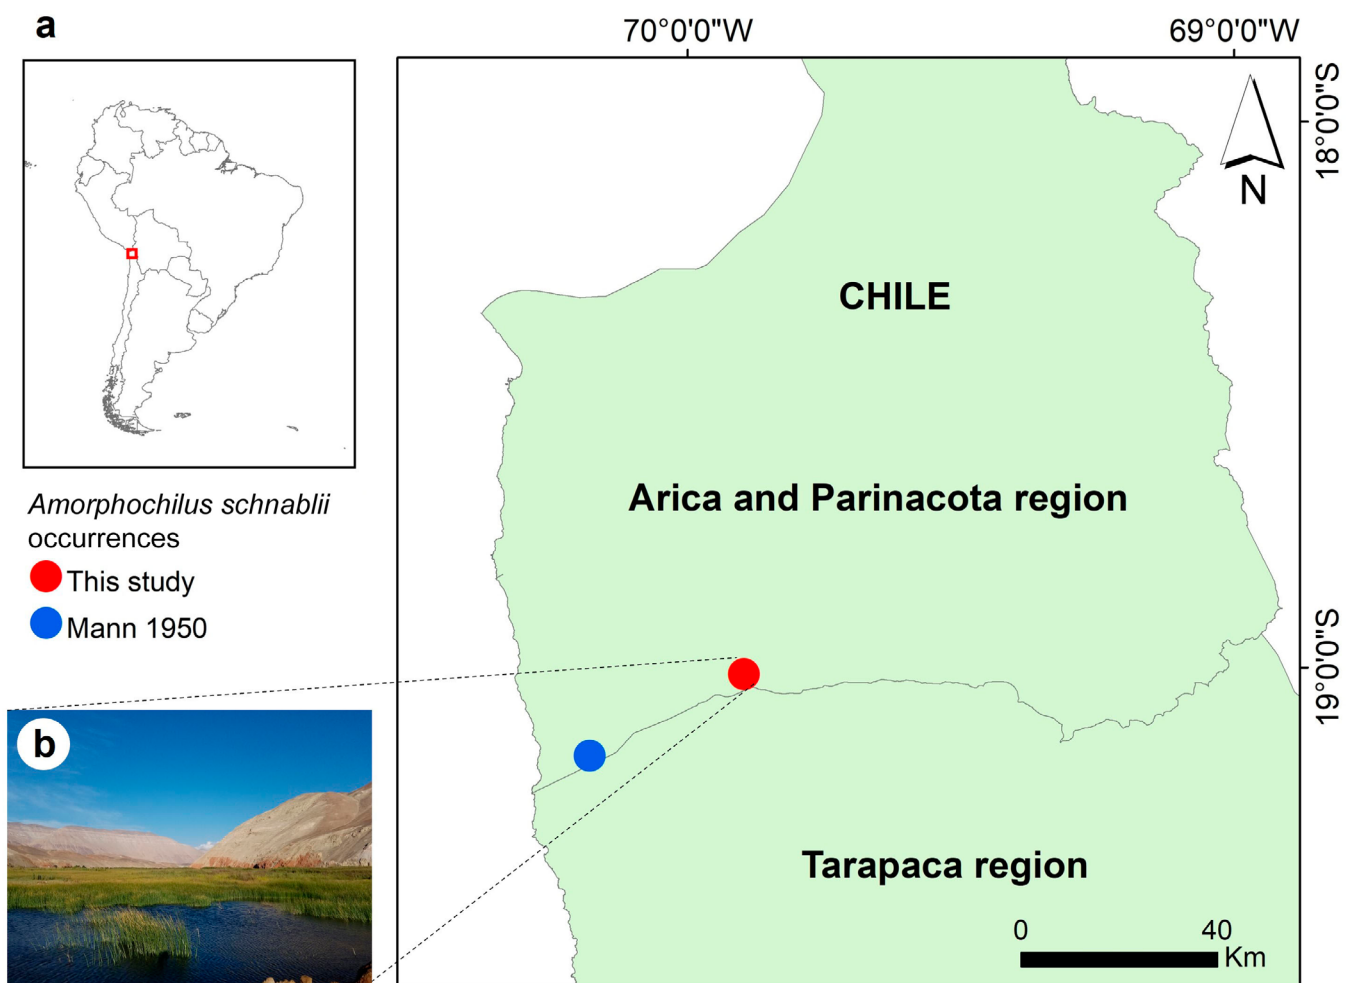 a
70°0'0"W
69°0'0"W
18°0'0"S
N
CHILE
Arica and Parinacota region
Amorphochilus schnablii
occurrences
This study
Mann 1950
19°0'0"S
b
Tarapaca region
0
40
Km